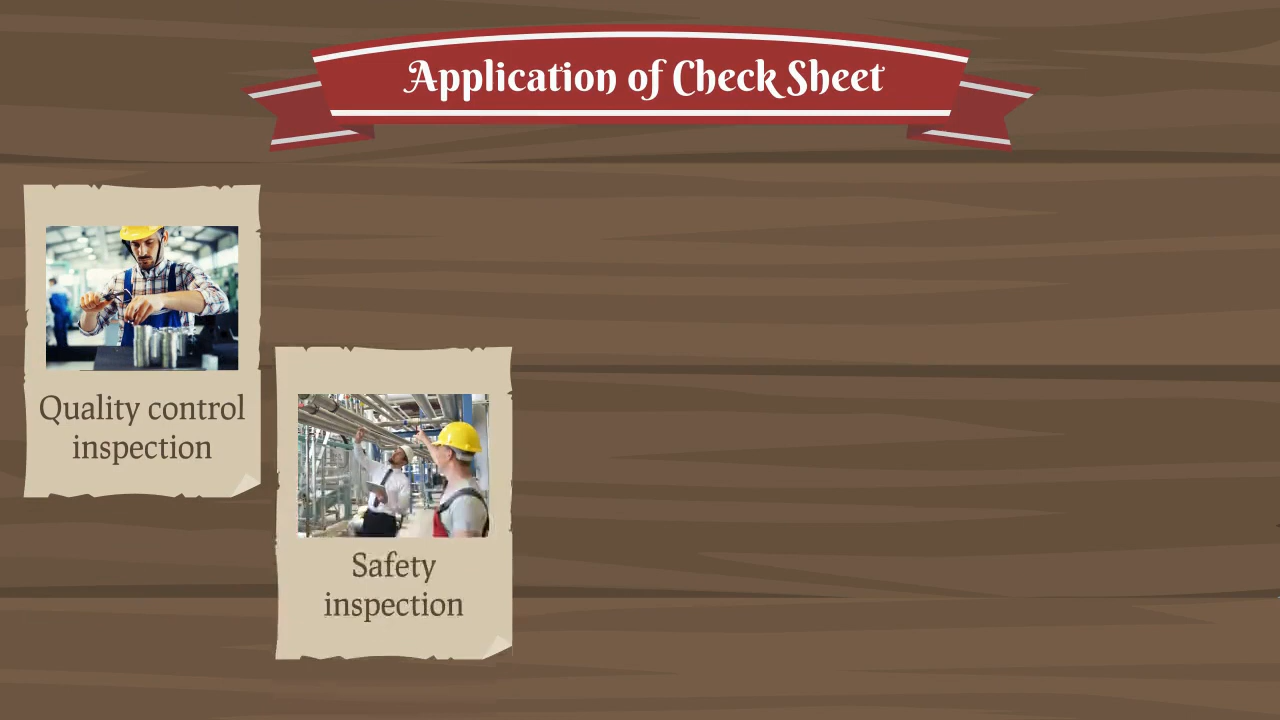 Application of Check Sheet
Quality control
inspection
Safety
inspection